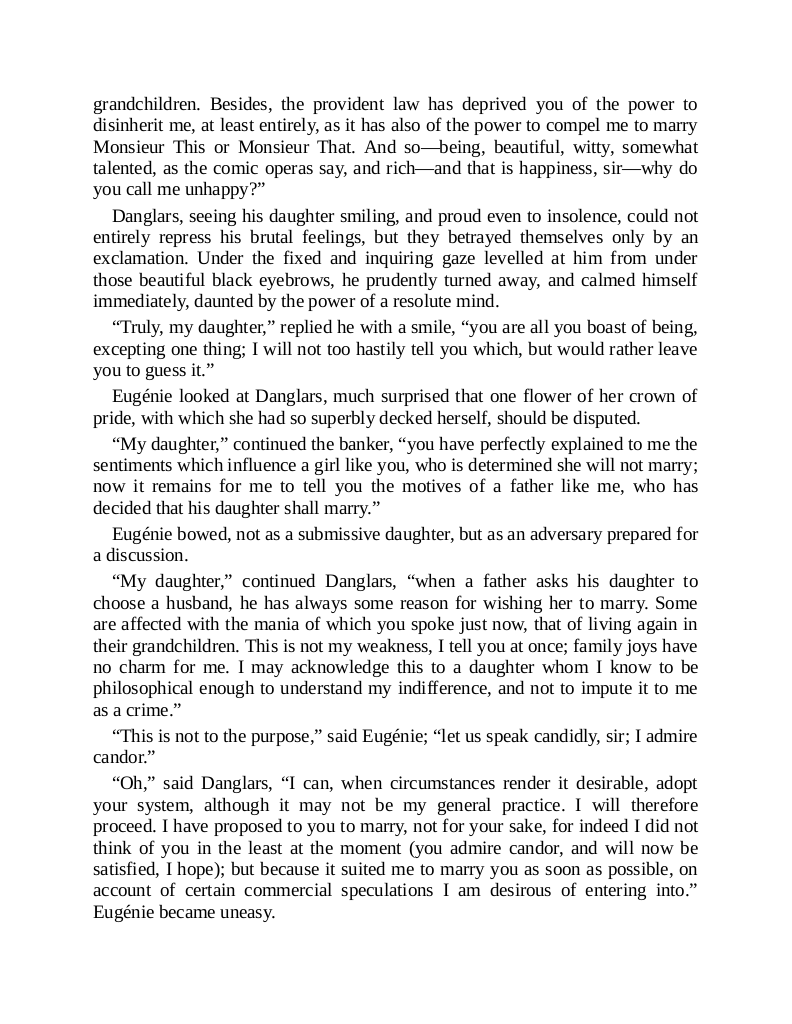 grandchildren. Besides, the provident law has deprived you of the power to
disinherit me, at least entirely, as it has also of the power to compel me to marry
Monsieur This or Monsieur That. And so—being, beautiful, witty, somewhat
talented, as the comic operas say, and rich—and that is happiness, sir—why do
you call me unhappy?”
Danglars, seeing his daughter smiling, and proud even to insolence, could not
entirely repress his brutal feelings, but they betrayed themselves only by an
exclamation. Under the fixed and inquiring gaze levelled at him from under
those beautiful black eyebrows, he prudently turned away, and calmed himself
immediately, daunted by the power of a resolute mind.
“Truly, my daughter,” replied he with a smile, “you are all you boast of being,
excepting one thing; I will not too hastily tell you which, but would rather leave
you to guess it.”
Eugénie looked at Danglars, much surprised that one flower of her crown of
pride, with which she had so superbly decked herself, should be disputed.
“My daughter,” continued the banker, “you have perfectly explained to me the
sentiments which influence a girl like you, who is determined she will not marry;
now it remains for me to tell you the motives of a father like me, who has
decided that his daughter shall marry.”
Eugénie bowed, not as a submissive daughter, but as an adversary prepared for
a discussion.
“My daughter,” continued Danglars, “when a father asks his daughter to
choose a husband, he has always some reason for wishing her to marry. Some
are affected with the mania of which you spoke just now, that of living again in
their grandchildren. This is not my weakness, I tell you at once; family joys have
no charm for me. I may acknowledge this to a daughter whom I know to be
philosophical enough to understand my indifference, and not to impute it to me
as a crime.”
“This is not to the purpose,” said Eugénie; “let us speak candidly, sir; I admire
candor.”
“Oh,” said Danglars, “I can, when circumstances render it desirable, adopt
your system, although it may not be my general practice. I will therefore
proceed. I have proposed to you to marry, not for your sake, for indeed I did not
think of you in the least at the moment (you admire candor, and will now be
satisfied, I hope); but because it suited me to marry you as soon as possible, on
account of certain commercial speculations I am desirous of entering into.”
Eugénie became uneasy.